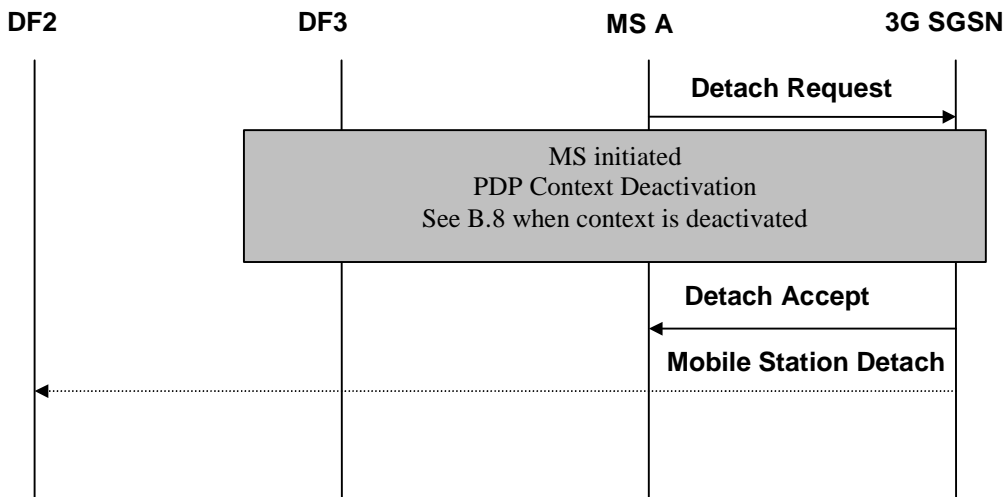 DF2
DF3
MS A
3G SGSN
Detach Request
MS initiated
PDP Context Deactivation
See B.8 when context is deactivated
Detach Accept
Mobile Station Detach